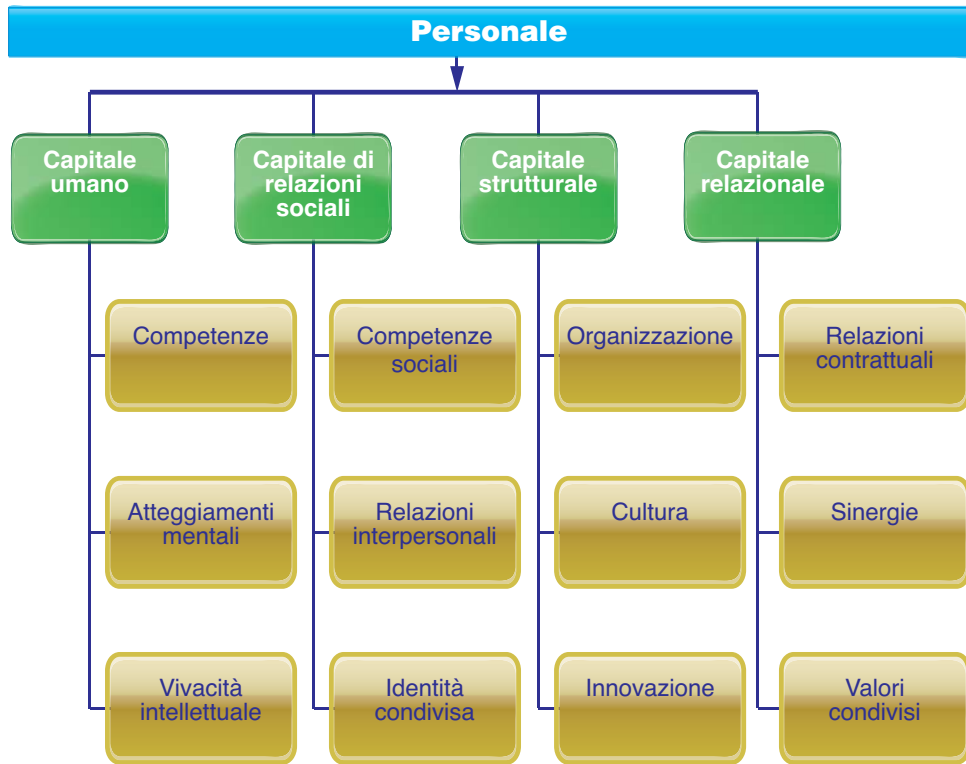 Personale
Capitale
umano
Capitale di
relazioni
sociali
Capitale
strutturale
Capitale
relazionale
Competenze
Competenze
sociali
Organizzazione
Relazioni
contrattuali
Atteggiamenti
mentali
Relazioni
interpersonali
Cultura
Sinergie
Vivacità
intellettuale
Identità
condivisa
Innovazione
Valori
condivisi